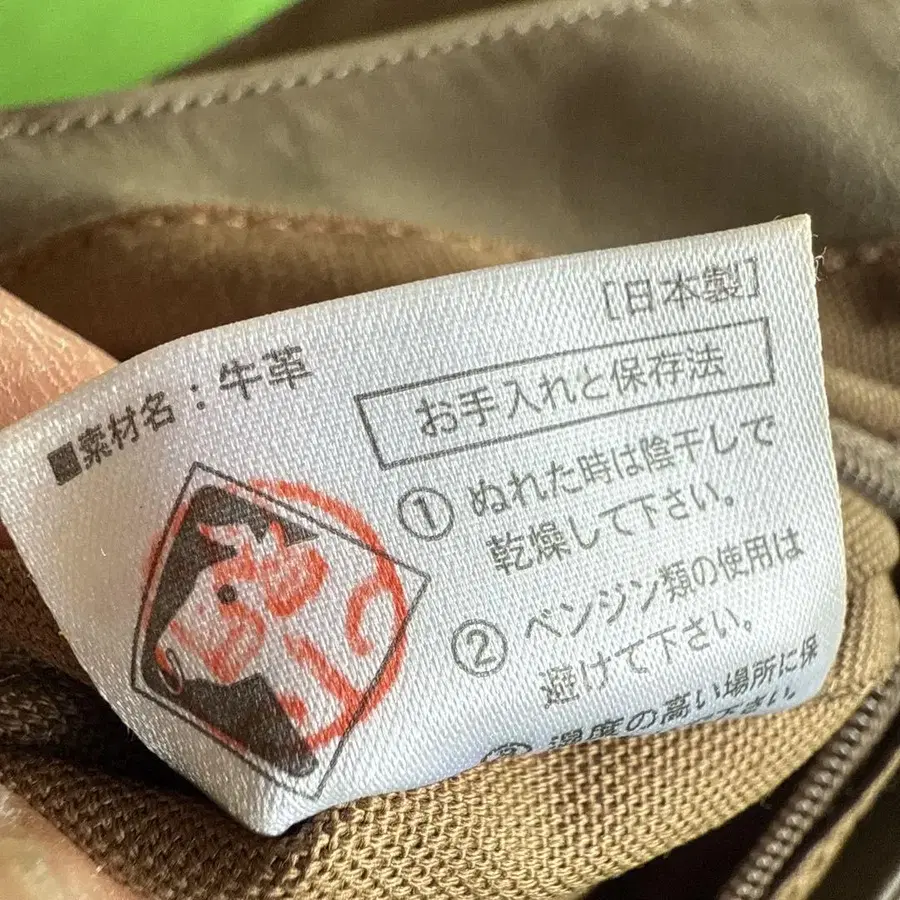 [日本製]
■素材名：牛革
お手入れと保存法
① ぬれた時は陰干しで
乾燥して下さい。
② ベンジン類の使用は
避けて下さい。
湿度の高い場所に保
下さい。